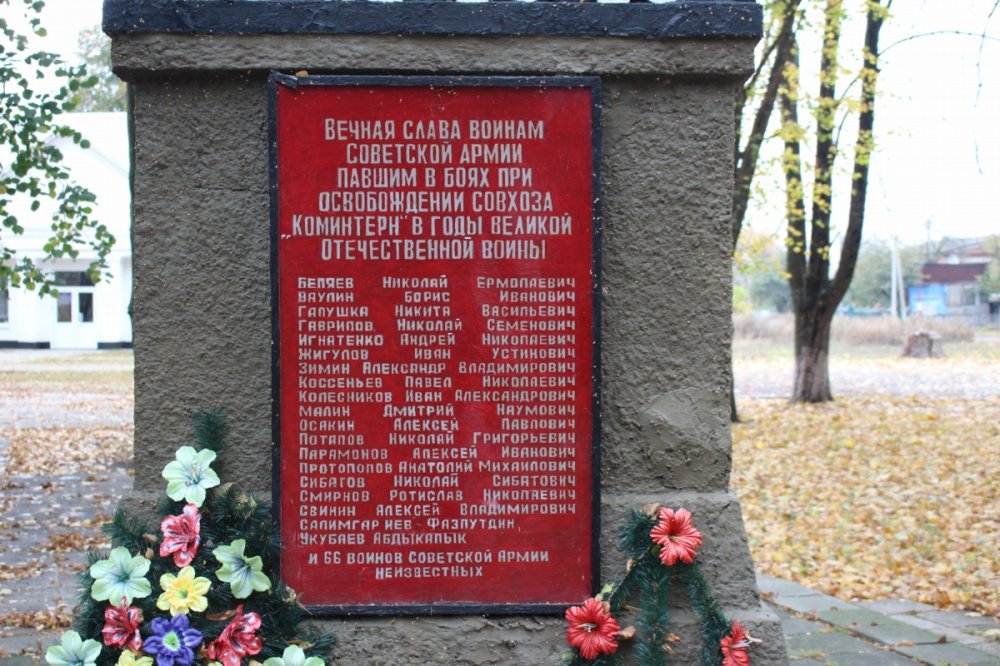 Вечная слава воинам
Советской Армии
павшим в боях при
освобождении совхоза
„Коминтерн" в годы Великой
Отечественной войны
Беляев Николай Ермолаевич
Ваулин Борис Иванович
Галушка Никита Васильевич
Гаврилов Николай Семенович
Игнатенко Андрей Николаевич
Жигулов Иван Устинович
Зимин Александр Владимирович
Коссеньев Павел Николаевич
Колесников Иван Александрович
Малин Дмитрий Наумович
Осакин Алексей Павлович
Потапов Николай Григорьевич
Парамонов Алексей Иванович
Протополов Анатолий Михайлович
Сибагов Николай Сибатович
Смирнов Ротислав Николаевич
Свинин Алексей Владимирович
Салимгариев Фазлутдин
Укубаев Абдыкалык
и 66 воинов Советской Армии
неизвестных